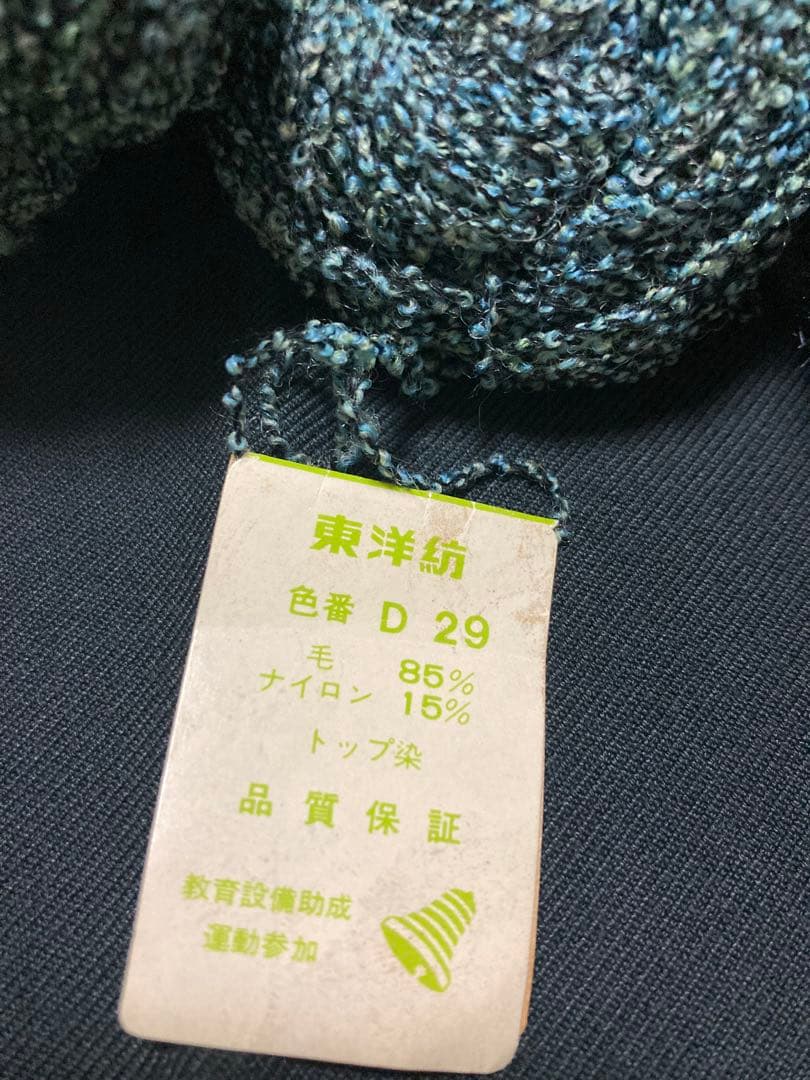 東洋紡
色番 D 29
毛 85%
ナイロン 15%
トップ染
品質保証
教育設備助成
運動参加